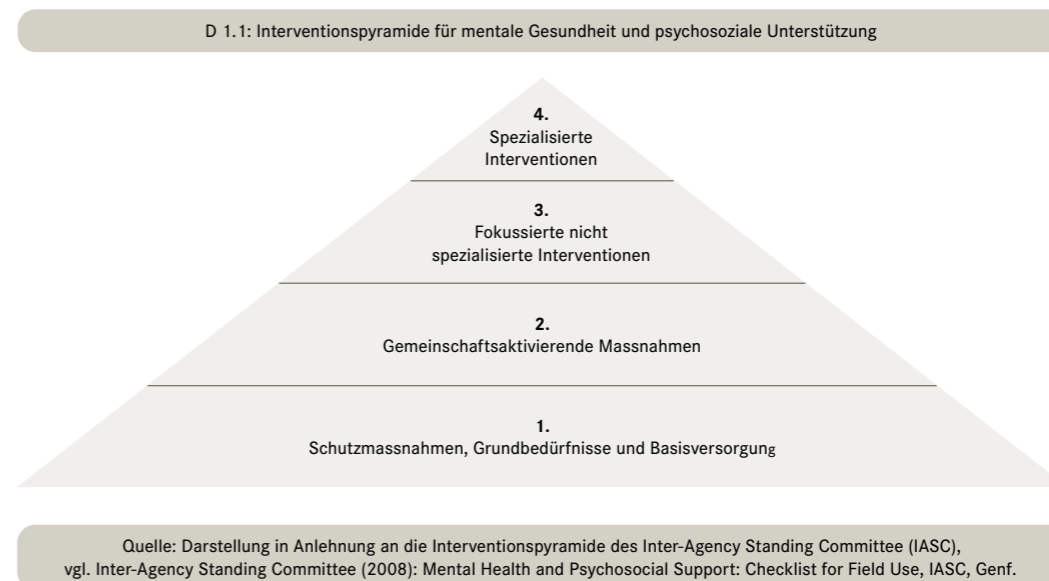 D 1.1: Interventionspyramide für mentale Gesundheit und psychosoziale Unterstützung
4.
Spezialisierte
Interventionen
3.
Fokussierte nicht
spezialisierte Interventionen
2.
Gemeinschaftsaktivierende Massnahmen
1.
Schutzmassnahmen, Grundbedürfnisse und Basisversorgung
Quelle: Darstellung in Anlehnung an die Interventionspyramide des Inter-Agency Standing Committee (IASC),
vgl. Inter-Agency Standing Committee (2008): Mental Health and Psychosocial Support: Checklist for Field Use, IASC, Genf.